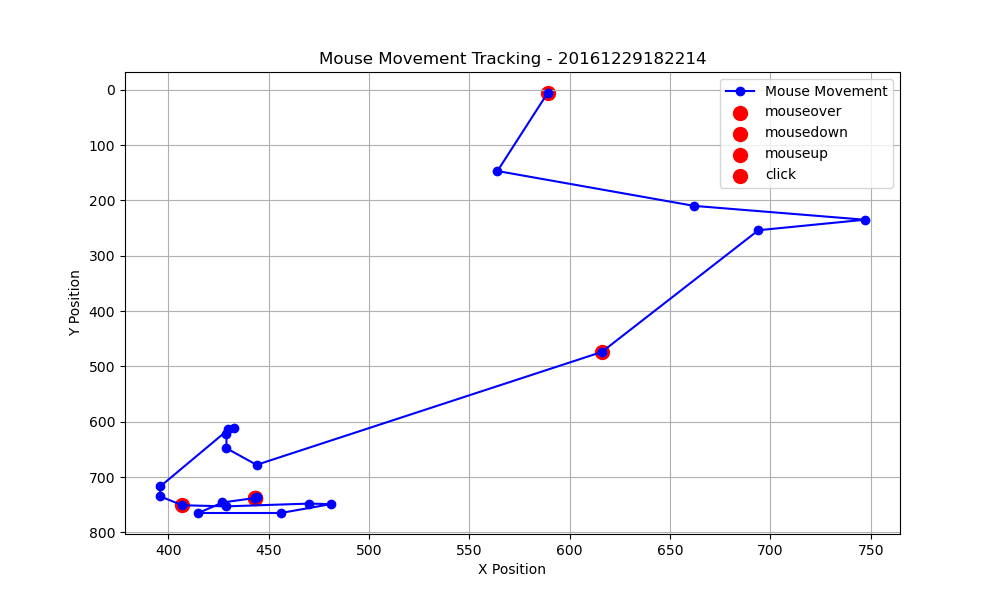 Mouse Movement Tracking - 20161229182214
Mouse Movement
mouseover
mousedown
mouseup
click
Y Position
0
100
200
300
400
500
600
700
800
400
450
500
550
600
650
700
750
X Position